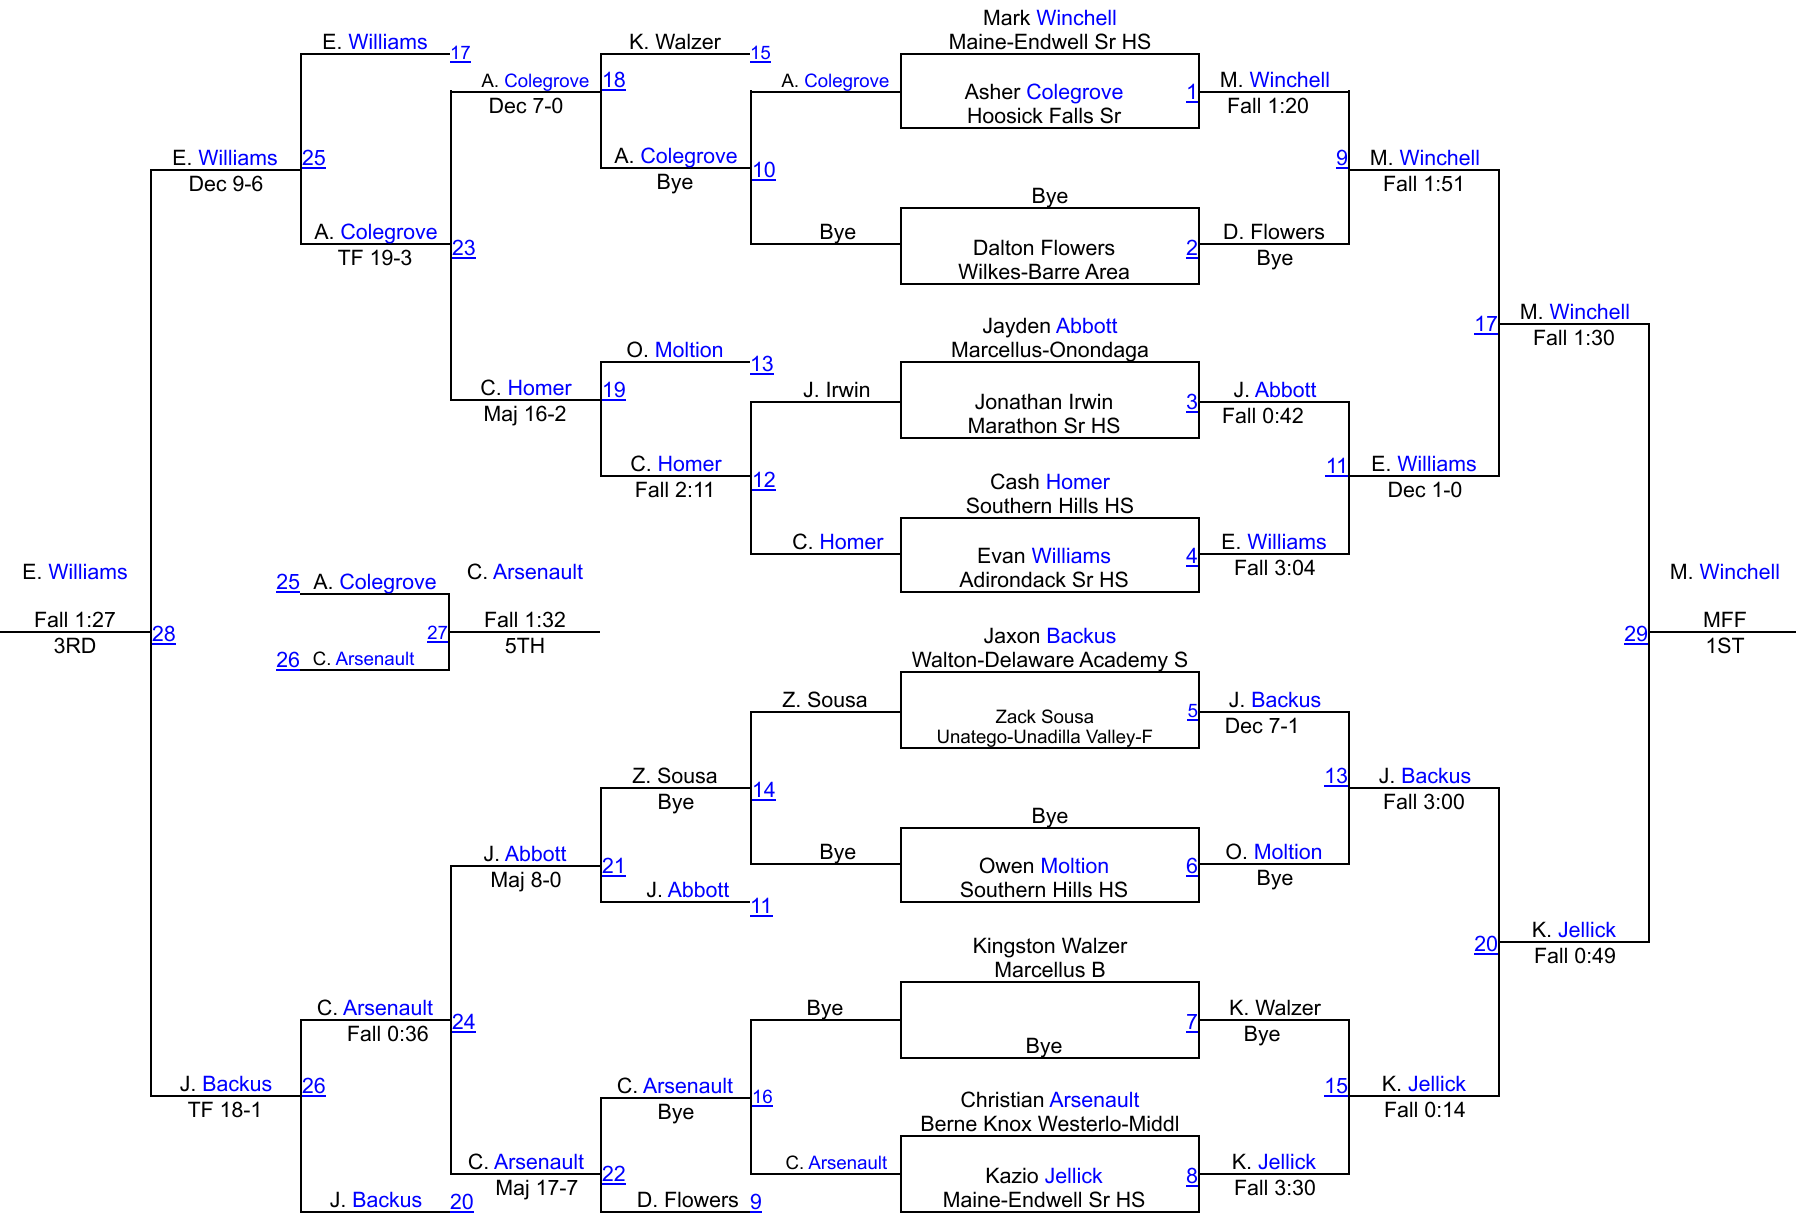 Mark Winchell
E. Williams
K. Walzer
Maine-Endwell Sr HS
17
15
A. Colegrove
18
A. Colegrove
Asher Colegrove
1
M. Winchell
Dec 7-0
Hoosick Falls Sr
Fall 1:20
E. Williams
25
A. Colegrove
10
9
M. Winchell
Dec 9-6
Bye
Fall 1:51
Bye
A. Colegrove
23
Bye
Dalton Flowers
2
D. Flowers
TF 19-3
Wilkes-Barre Area
Bye
Jayden Abbott
17
M. Winchell
O. Moltion
13
Marcellus-Onondaga
Fall 1:30
C. Homer
19
J. Irwin
Jonathan Irwin
3
J. Abbott
Maj 16-2
Marathon Sr HS
Fall 0:42
C. Homer
12
Cash Homer
11
E. Williams
Fall 2:11
Southern Hills HS
Dec 1-0
C. Homer
Evan Williams
4
E. Williams
E. Williams
25
A. Colegrove
C. Arsenault
Adirondack Sr HS
Fall 3:04
M. Winchell
Fall 1:27
28
27
Fall 1:32
29
MFF
3RD
26
C. Arsenault
5TH
Jaxon Backus
1ST
Walton-Delaware Academy S
Z. Sousa
Zack Sousa
5
J. Backus
Unatego-Unadilla Valley-F
Dec 7-1
Z. Sousa
14
13
J. Backus
Bye
Fall 3:00
Bye
J. Abbott
21
Bye
Owen Moltion
6
O. Moltion
Maj 8-0
Southern Hills HS
Bye
J. Abbott
11
Kingston Walzer
20
K. Jellick
Marcellus B
Fall 0:49
C. Arsenault
24
Bye
7
K. Walzer
Fall 0:36
Bye
Bye
J. Backus
26
C. Arsenault
16
Christian Arsenault
15
K. Jellick
TF 18-1
Bye
Berne Knox Westerlo-Middl
Fall 0:14
C. Arsenault
22
C. Arsenault
Kazio Jellick
8
K. Jellick
Maj 17-7
Maine-Endwell Sr HS
Fall 3:30
J. Backus
20
D. Flowers
9